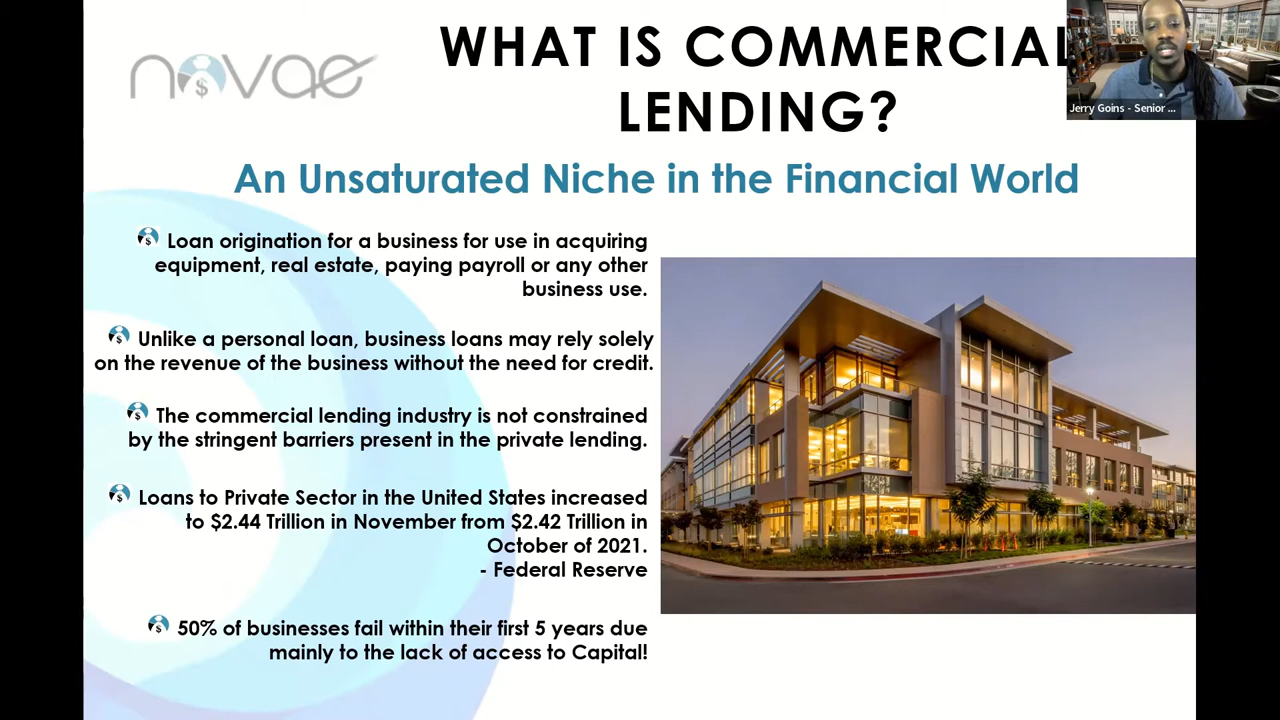 novae
$
WHAT IS COMMERCIAL
LENDING?
Jerry Goins - Senior ...
An Unsaturated Niche in the Financial World
$ Loan origination for a business for use in acquiring
equipment, real estate, paying payroll or any other
business use.
$ Unlike a personal loan, business loans may rely solely
on the revenue of the business without the need for credit.
$ The commercial lending industry is not constrained
by the stringent barriers present in the private lending.
$ Loans to Private Sector in the United States increased
to $2.44 Trillion in November from $2.42 Trillion in
October of 2021.
- Federal Reserve
$ 50% of businesses fail within their first 5 years due
mainly to the lack of access to Capital!